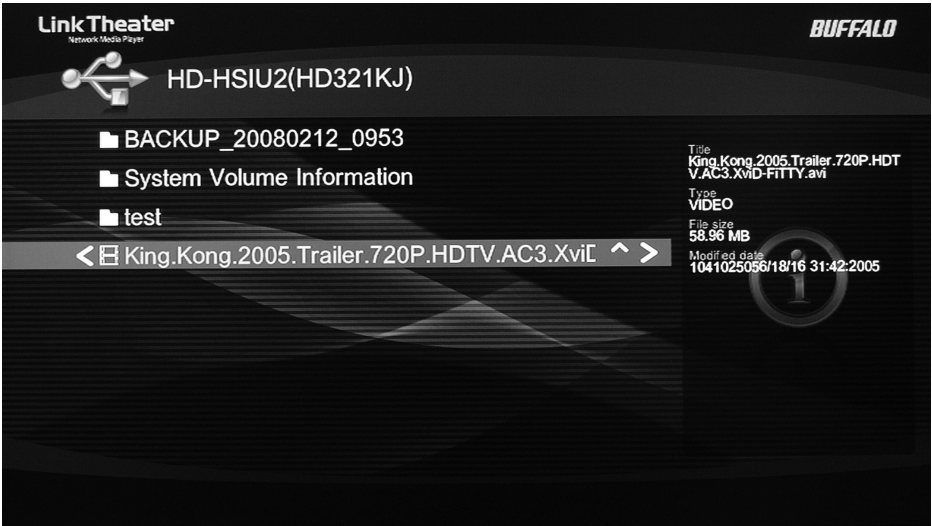 LinkTheater
Network Media Player
BUFFALO
HD-HSIU2(HD321KJ)
BACKUP_20080212_0953
System Volume Information
test
King.Kong.2005.Trailer.720P.HDTV.AC3.XviD
Title
King.Kong.2005.Trailer.720P.HDT
V.AC3.XviD-FiTTY.avi
Type
VIDEO
File size
58.96 MB
Modified date
1041025056/18/16 31:42:2005